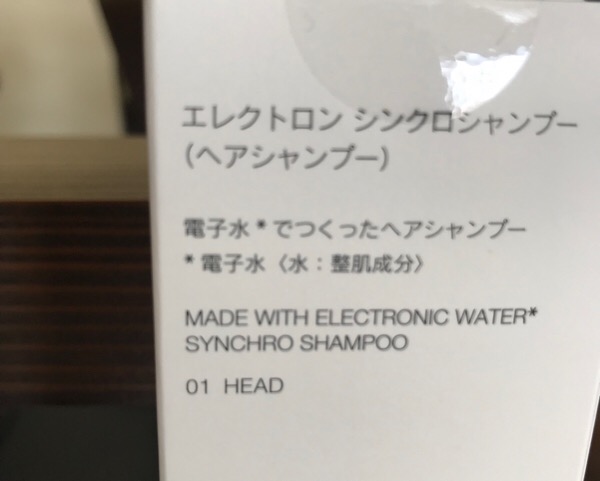 エレクトロン シンクロシャンプー
(ヘアシャンプー)
電子水*でつくったヘアシャンプー
*電子水〈水：整肌成分〉
MADE WITH ELECTRONIC WATER*
SYNCHRO SHAMPOO
01 HEAD